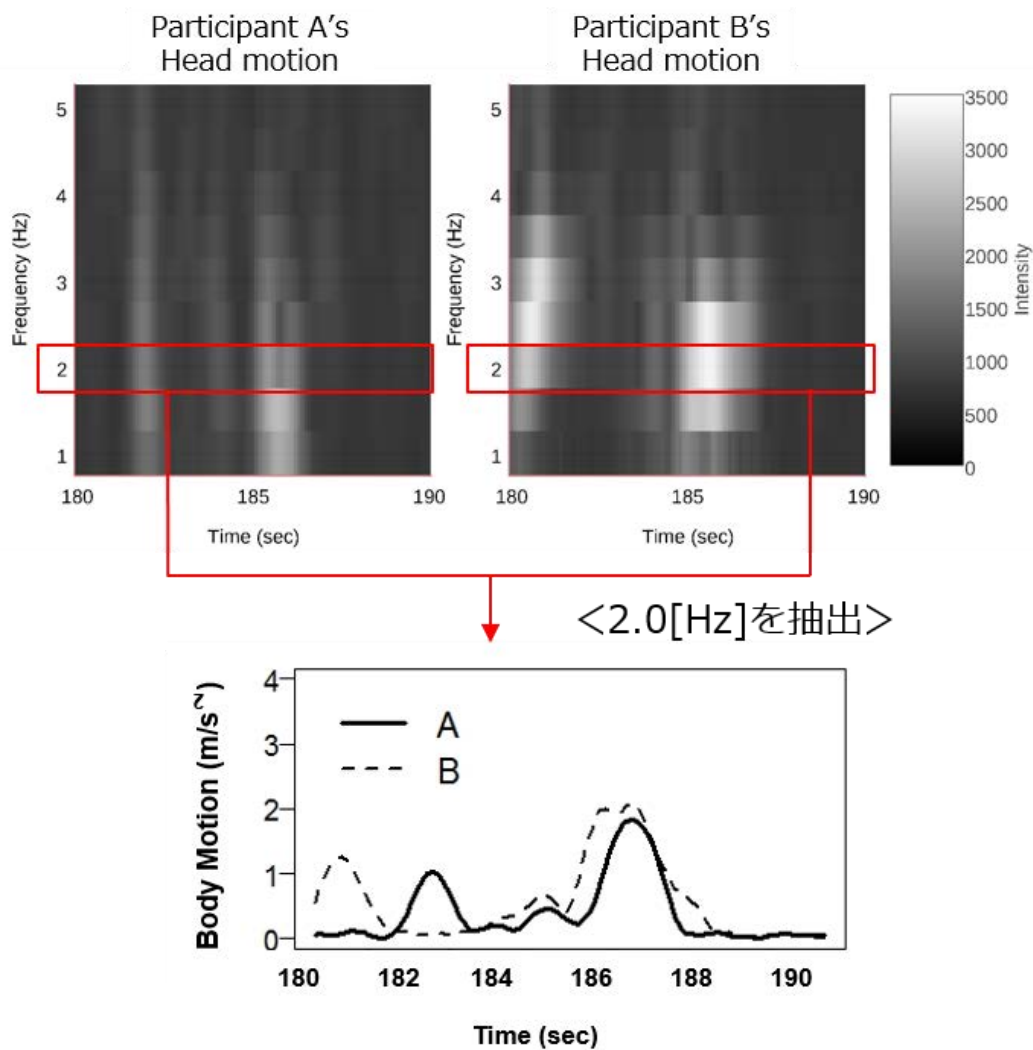 Participant A's
Head motion
Participant B's
Head motion
Frequency (Hz)
5
4
3
2
1
180
185
190
Time (sec)
Frequency (Hz)
5
4
3
2
1
180
185
190
Time (sec)
3500
3000
2500
2000
1500
1000
500
0
Intensity
<2.0[Hz]を抽出>
Body Motion (m/s^2)
4
3
2
1
0
A
B
180
182
184
186
188
190
Time (sec)